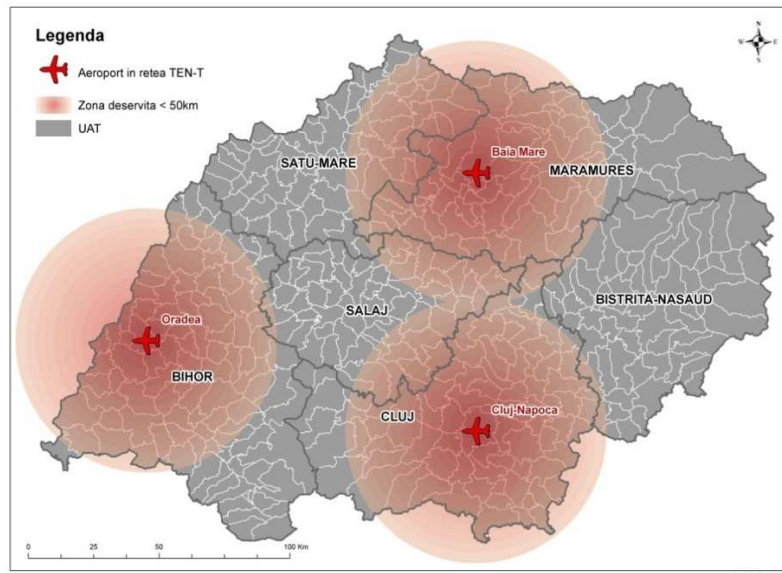 Legenda
Aeroport in retea TEN-T
Zona deservita < 50km
UAT
N
W
E
S
Baia Mare
SATU-MARE
MARAMURES
SALAJ
BISTRITA-NASAUD
Oradea
BIHOR
CLUJ
Cluj-Napoca
0 25 50 100 Km